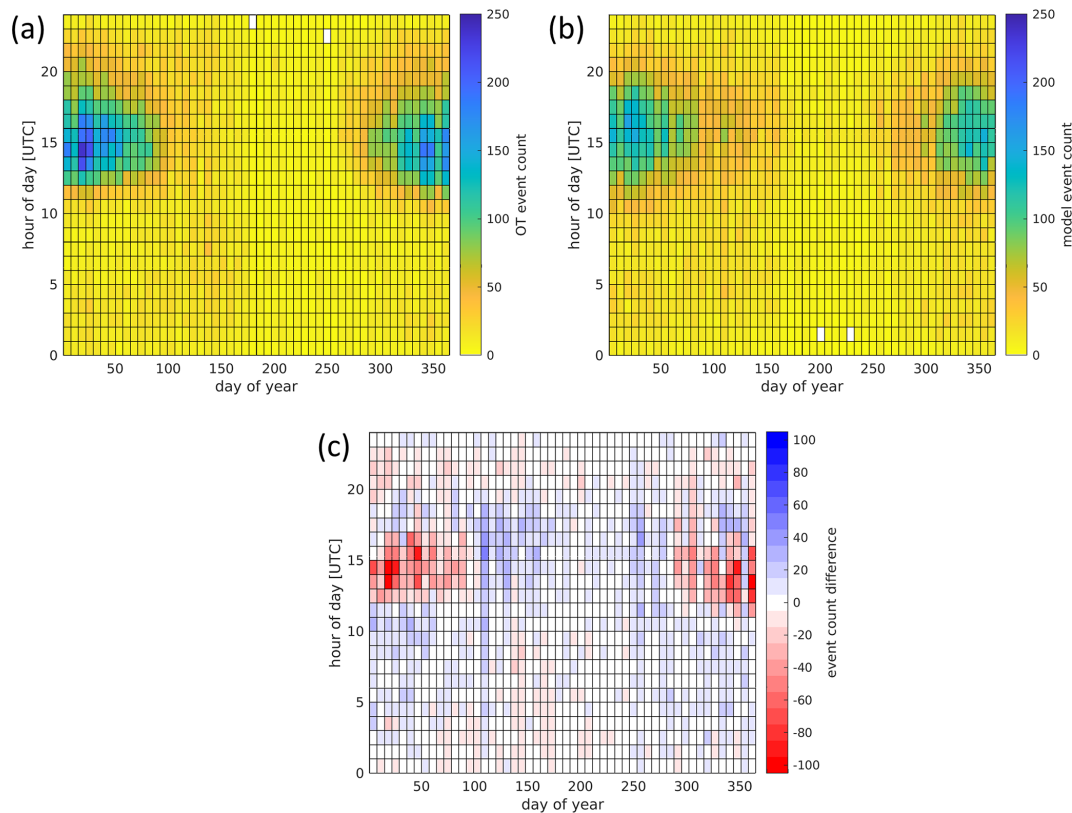 (a)
hour of day [UTC]
20
15
10
5
0
50 100 150 200 250 300 350
day of year
250
200
150
100
50
0
OT event count
(b)
hour of day [UTC]
20
15
10
5
0
50 100 150 200 250 300 350
day of year
250
200
150
100
50
0
model event count
(c)
hour of day [UTC]
20
15
10
5
0
50 100 150 200 250 300 350
day of year
100
80
60
40
20
0
-20
-40
-60
-80
-100
event count difference